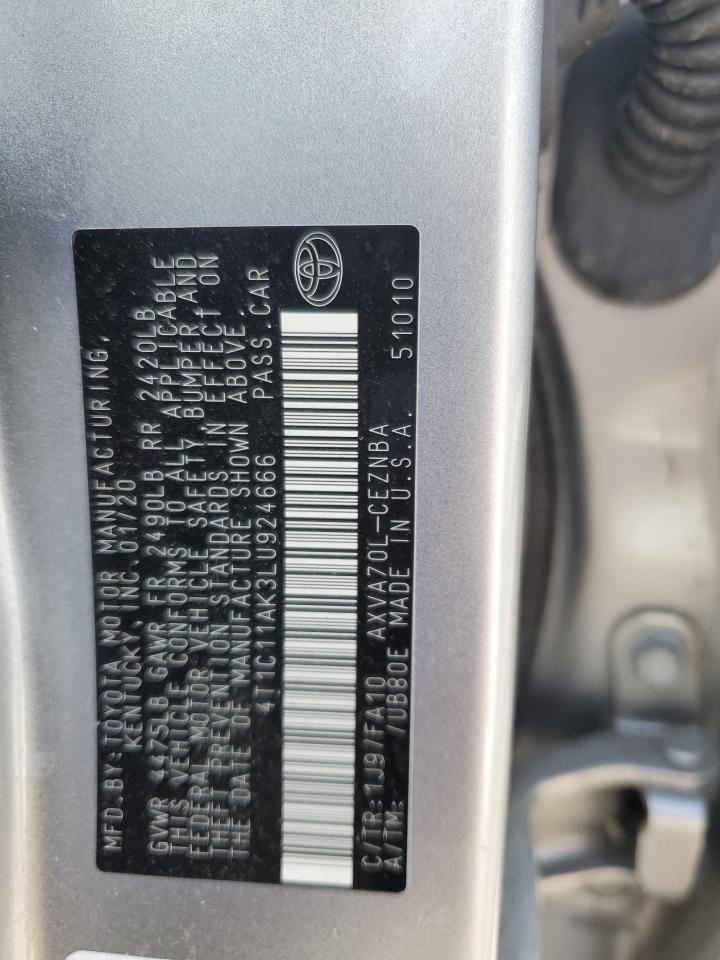 MFD.BY: TOYOTA MOTOR MANUFACTURING,
KENTUCKY, INC. 01/20
GVWR 4475LB GAWR FR 2490LB RR 2420LB
THIS VEHICLE CONFORMS TO ALL APPLICABLE
FEDERAL MOTOR VEHICLE SAFETY, BUMPER AND
THEFT PREVENTION STANDARDS IN EFFECT ON
THE DATE OF MANUFACTURE SHOWN ABOVE.
4T1C11AK3LU924666 PASS.CAR
C/TR: 1J9/FA10 AXVA70L-CEZNBA
A/TM: /UB80E MADE IN U.S.A. 51010